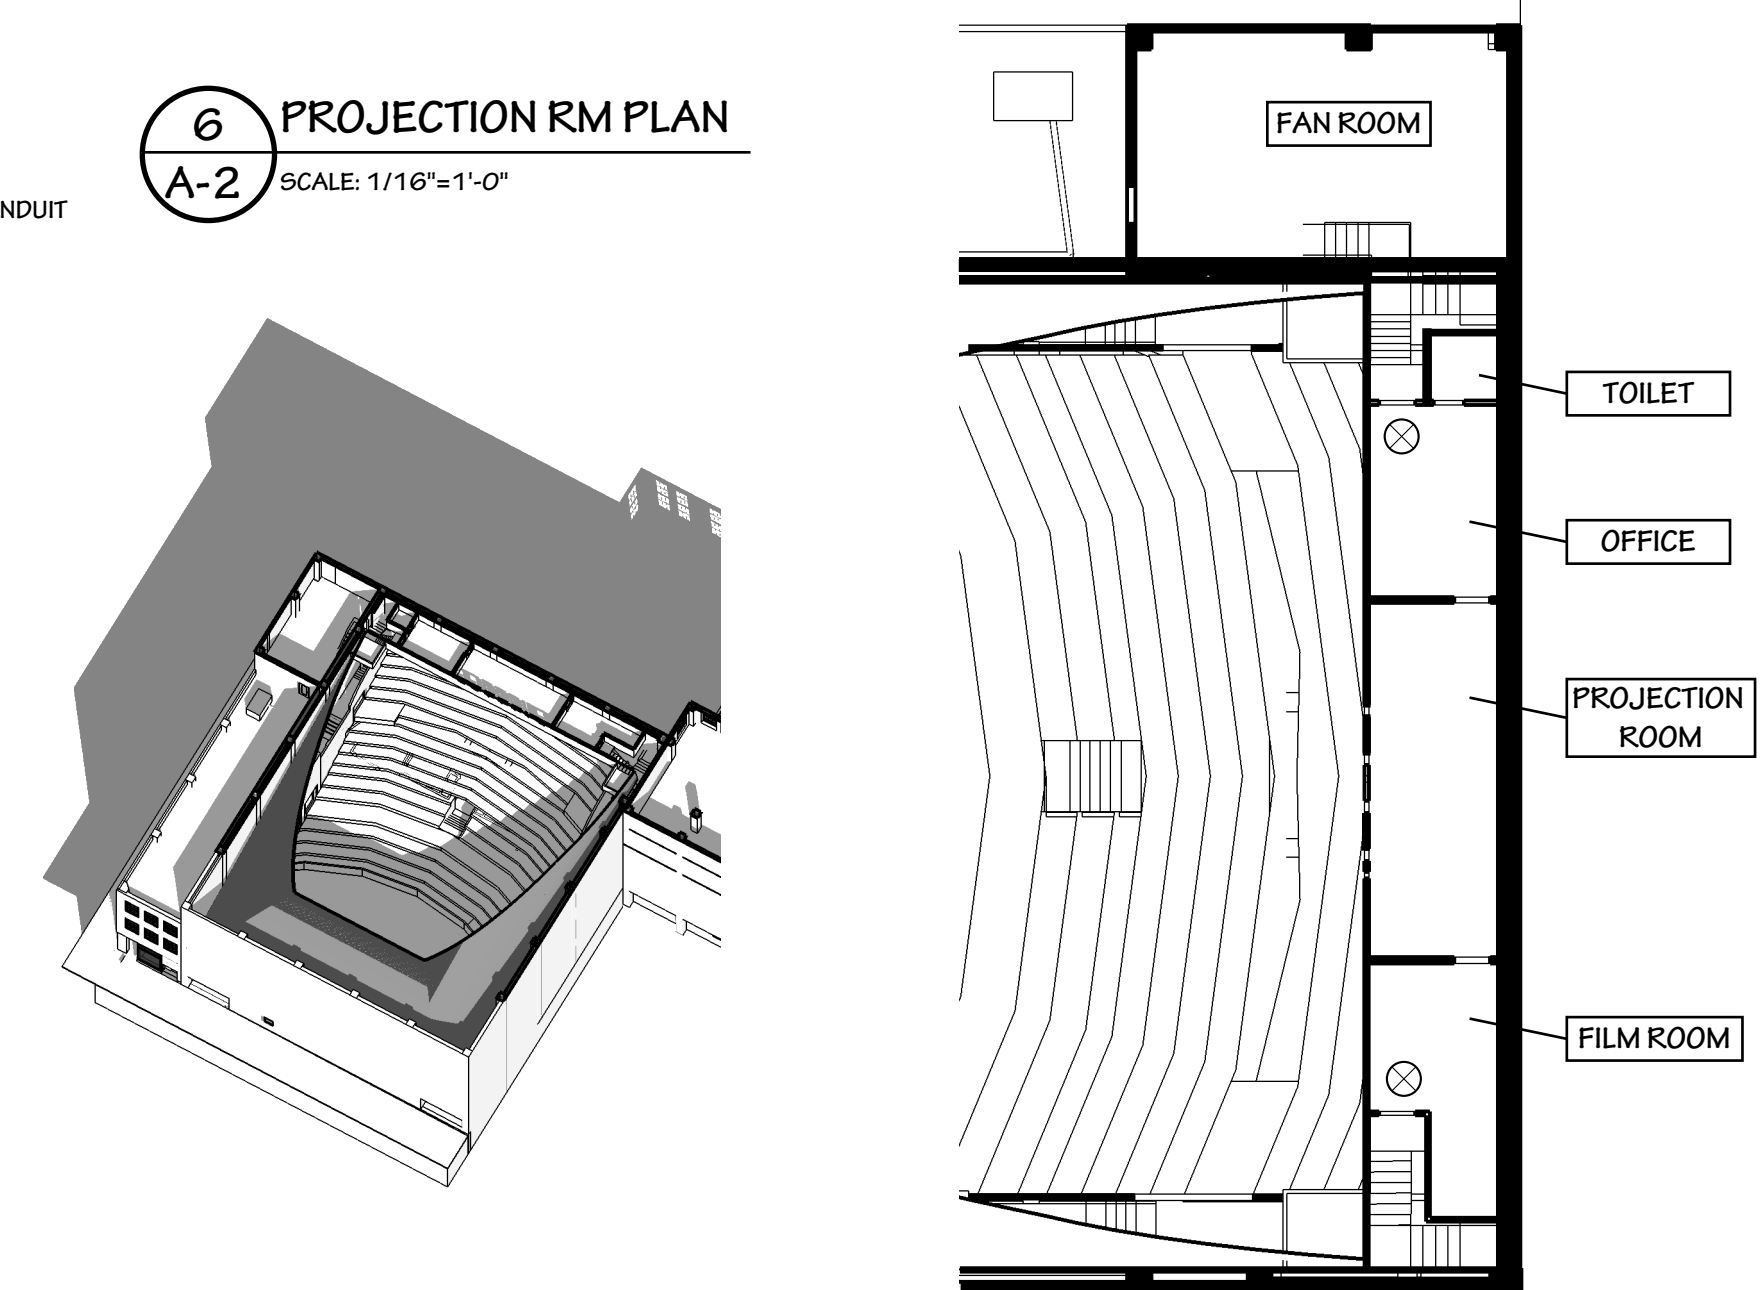 6
PROJECTION RM PLAN
A-2
SCALE: 1/16"=1'-0"
NDUIT
FAN ROOM
TOILET
OFFICE
PROJECTION
ROOM
FILM ROOM